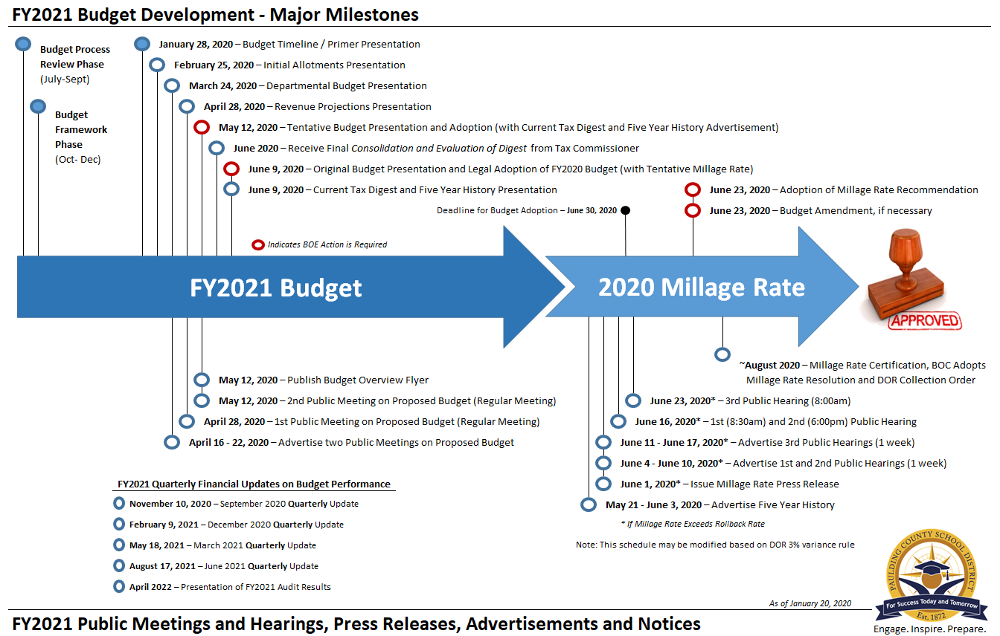 FY2021 Budget Development - Major Milestones
Budget Process
Review Phase
(July-Sept)
Budget
Framework
Phase
(Oct- Dec)
January 28, 2020 – Budget Timeline / Primer Presentation
February 25, 2020 – Initial Allotments Presentation
March 24, 2020 – Departmental Budget Presentation
April 28, 2020 – Revenue Projections Presentation
May 12, 2020 – Tentative Budget Presentation and Adoption (with Current Tax Digest and Five Year History Advertisement)
June 2020 – Receive Final Consolidation and Evaluation of Digest from Tax Commissioner
June 9, 2020 – Original Budget Presentation and Legal Adoption of FY2020 Budget (with Tentative Millage Rate)
June 9, 2020 – Current Tax Digest and Five Year History Presentation
June 23, 2020 – Adoption of Millage Rate Recommendation
Deadline for Budget Adoption – June 30, 2020
June 23, 2020 – Budget Amendment, if necessary
Indicates BOE Action is Required
FY2021 Budget
2020 Millage Rate
APPROVED
~August 2020 – Millage Rate Certification, BOC Adopts
Millage Rate Resolution and DOR Collection Order
May 12, 2020 – Publish Budget Overview Flyer
May 12, 2020 – 2nd Public Meeting on Proposed Budget (Regular Meeting)
April 28, 2020 – 1st Public Meeting on Proposed Budget (Regular Meeting)
April 16 - 22, 2020 – Advertise two Public Meetings on Proposed Budget
June 23, 2020* – 3rd Public Hearing (8:00am)
June 16, 2020* – 1st (8:30am) and 2nd (6:00pm) Public Hearing
June 11 - June 17, 2020* – Advertise 3rd Public Hearings (1 week)
June 4 - June 10, 2020* – Advertise 1st and 2nd Public Hearings (1 week)
June 1, 2020* – Issue Millage Rate Press Release
May 21 - June 3, 2020 – Advertise Five Year History
* If Millage Rate Exceeds Rollback Rate
Note: This schedule may be modified based on DOR 3% variance rule
FY2021 Quarterly Financial Updates on Budget Performance
November 10, 2020 – September 2020 Quarterly Update
February 9, 2021 – December 2020 Quarterly Update
May 18, 2021 – March 2021 Quarterly Update
August 17, 2021 – June 2021 Quarterly Update
April 2022 – Presentation of FY2021 Audit Results
As of January 20, 2020
PAULDING COUNTY SCHOOL DISTRICT
For Success Today and Tomorrow
Est. 1872
Engage. Inspire. Prepare.
FY2021 Public Meetings and Hearings, Press Releases, Advertisements and Notices